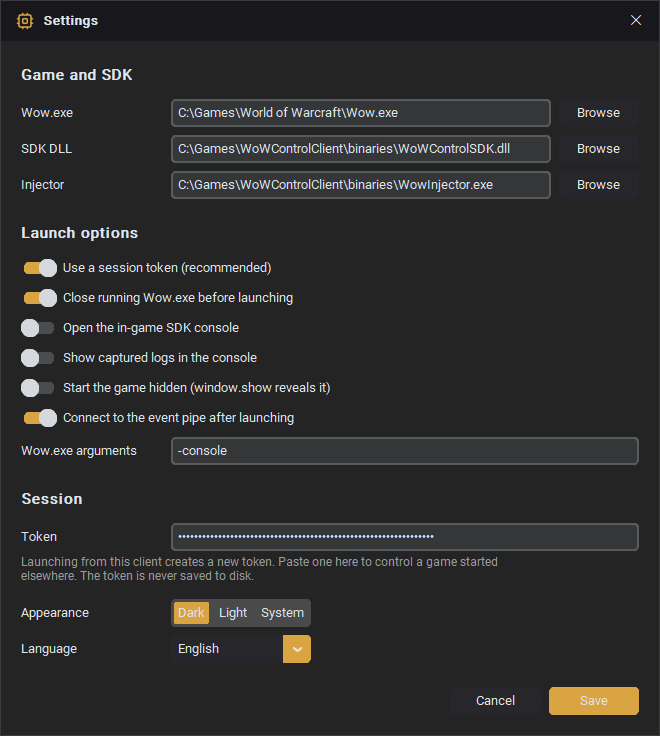 Settings
Game and SDK
Wow.exe C:\Games\World of Warcraft\Wow.exe Browse
SDK DLL C:\Games\WoWControlClient\binaries\WoWControlSDK.dll Browse
Injector C:\Games\WoWControlClient\binaries\WowInjector.exe Browse
Launch options
Use a session token (recommended)
Close running Wow.exe before launching
Open the in-game SDK console
Show captured logs in the console
Start the game hidden (window.show reveals it)
Connect to the event pipe after launching
Wow.exe arguments -console
Session
Token
Launching from this client creates a new token. Paste one here to control a game started
elsewhere. The token is never saved to disk.
Appearance Dark Light System
Language English
Cancel Save